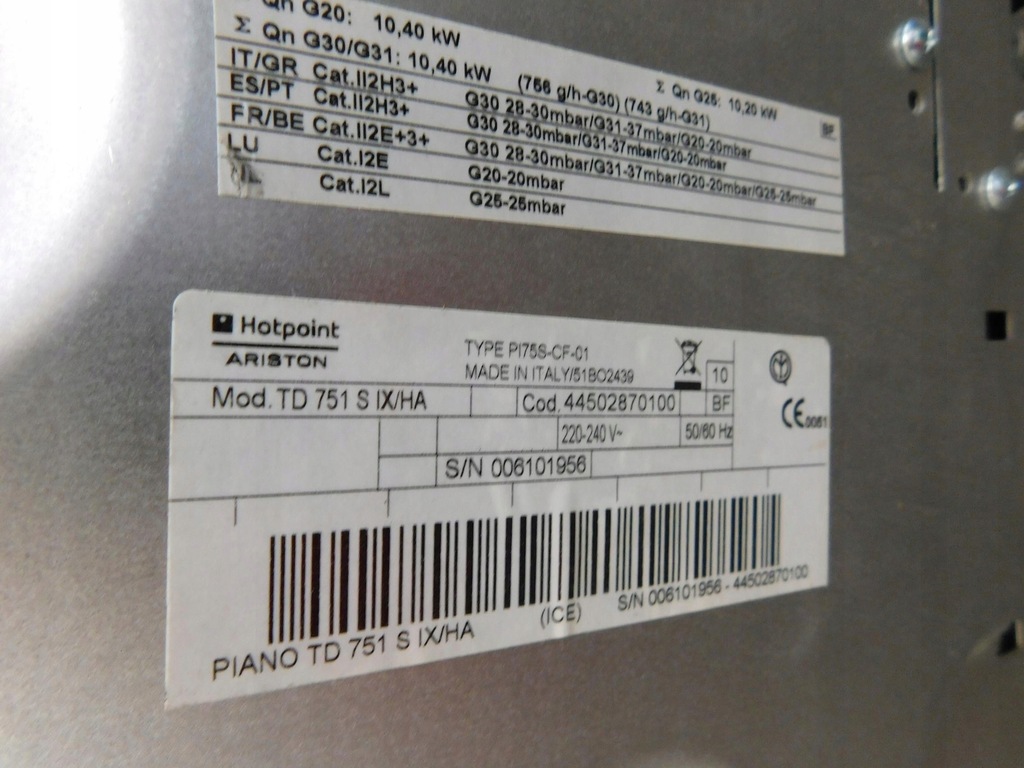 Qn G20: 10,40 kW
Σ Qn G30/G31: 10,40 kW (756 g/h-G30) (743 g/h-G31) Σ Qn G25: 10,20 kW
BF
IT/GR Cat.II2H3+ G30 28-30mbar/G31-37mbar/G20-20mbar
ES/PT Cat.II2H3+ G30 28-30mbar/G31-37mbar/G20-20mbar
FR/BE Cat.II2E+3+ G30 28-30mbar/G31-37mbar/G20-20mbar/G25-25mbar
LU Cat.I2E G20-20mbar
Cat.I2L G25-25mbar
Hotpoint
ARISTON
TYPE PI75S-CF-01
MADE IN ITALY/51BO2439
10
Mod. TD 751 S IX/HA Cod. 44502870100 BF
CE 0051
220-240 V~ 50/60 Hz
S/N 006101956
(ICE) S/N 006101956 - 44502870100
PIANO TD 751 S IX/HA